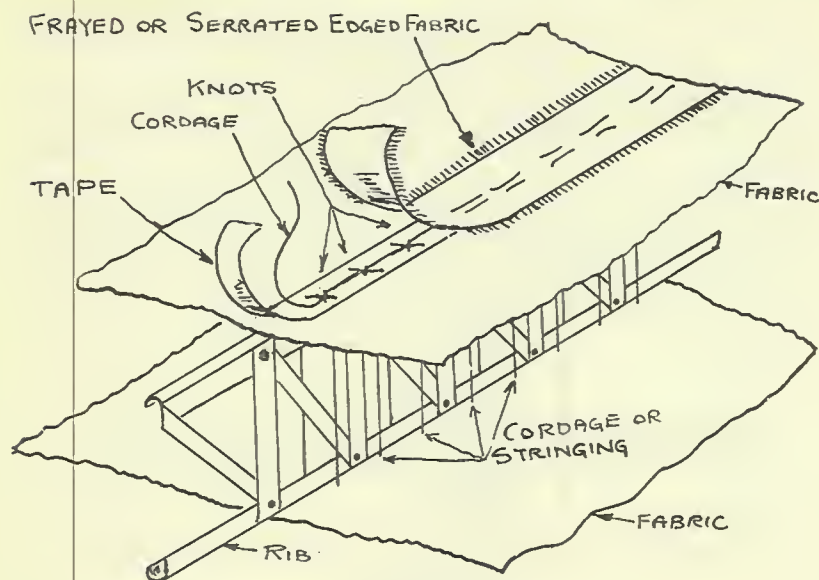 FRAYED OR SERRATED EDGED FABRIC
KNOTS
CORDAGE
TAPE
FABRIC
CORDAGE OR
STRINGING
FABRIC
RIB